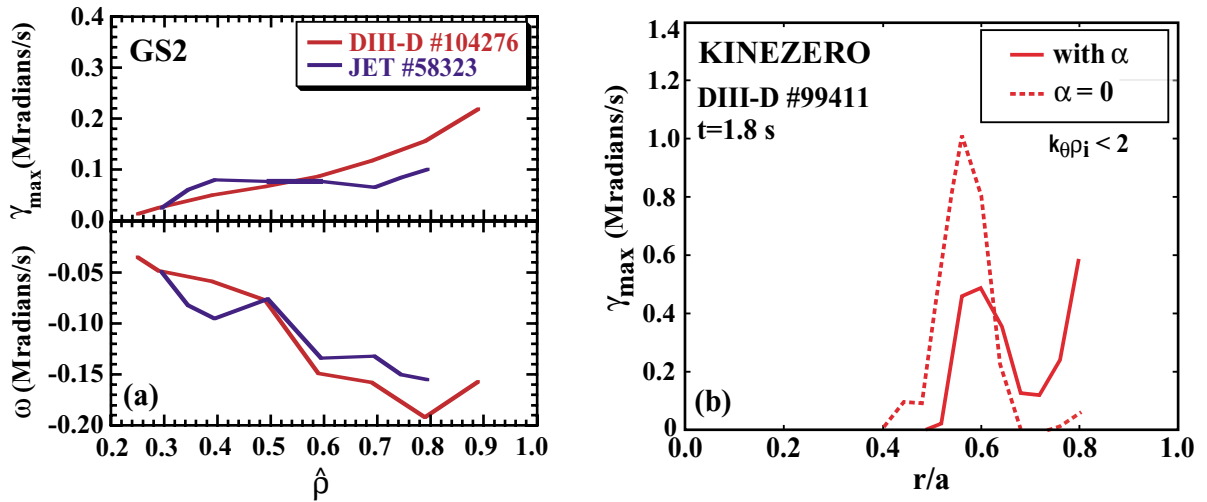 GS2
DIII-D #104276
JET #58323
γmax (Mradians/s)
0.4
0.3
0.2
0.1
0.0
ω (Mradians/s)
-0.05
-0.10
-0.15
-0.20
(a)
0.2 0.3 0.4 0.5 0.6 0.7 0.8 0.9 1.0
ρ̂
KINEZERO
DIII-D #99411
t=1.8 s
with α
α = 0
kθρi < 2
γmax (Mradians/s)
1.4
1.2
1.0
0.8
0.6
0.4
0.2
0
(b)
0.0 0.2 0.4 0.6 0.8 1.0
r/a